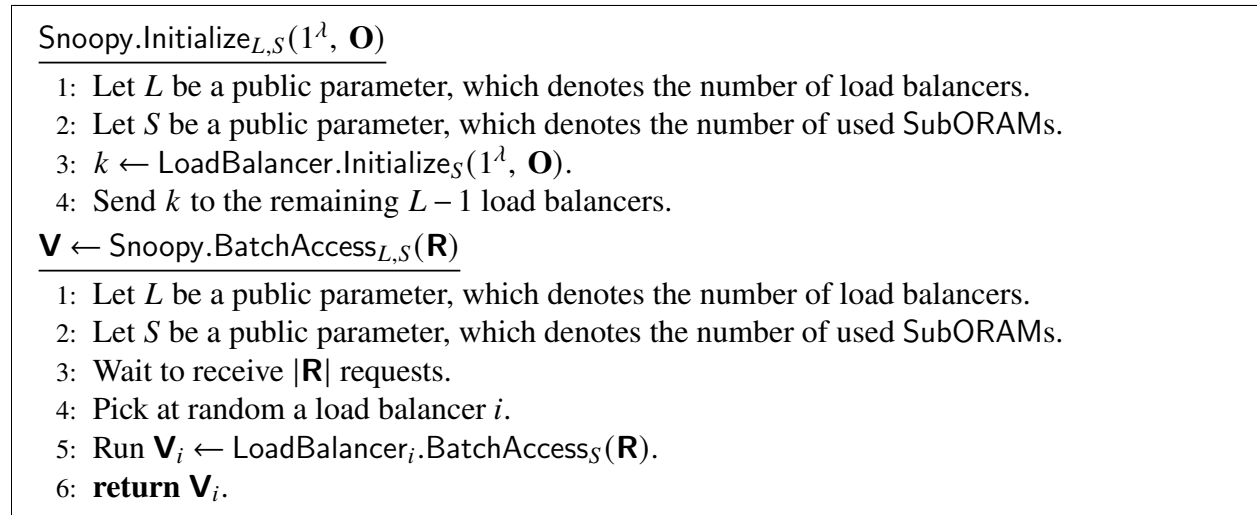 Snoopy.Initialize_{L,S}(1^λ, O)
1: Let L be a public parameter, which denotes the number of load balancers.
2: Let S be a public parameter, which denotes the number of used SubORAMs.
3: k ← LoadBalancer.Initialize_S(1^λ, O).
4: Send k to the remaining L − 1 load balancers.
V ← Snoopy.BatchAccess_{L,S}(R)
1: Let L be a public parameter, which denotes the number of load balancers.
2: Let S be a public parameter, which denotes the number of used SubORAMs.
3: Wait to receive |R| requests.
4: Pick at random a load balancer i.
5: Run V_i ← LoadBalancer_i.BatchAccess_S(R).
6: return V_i.